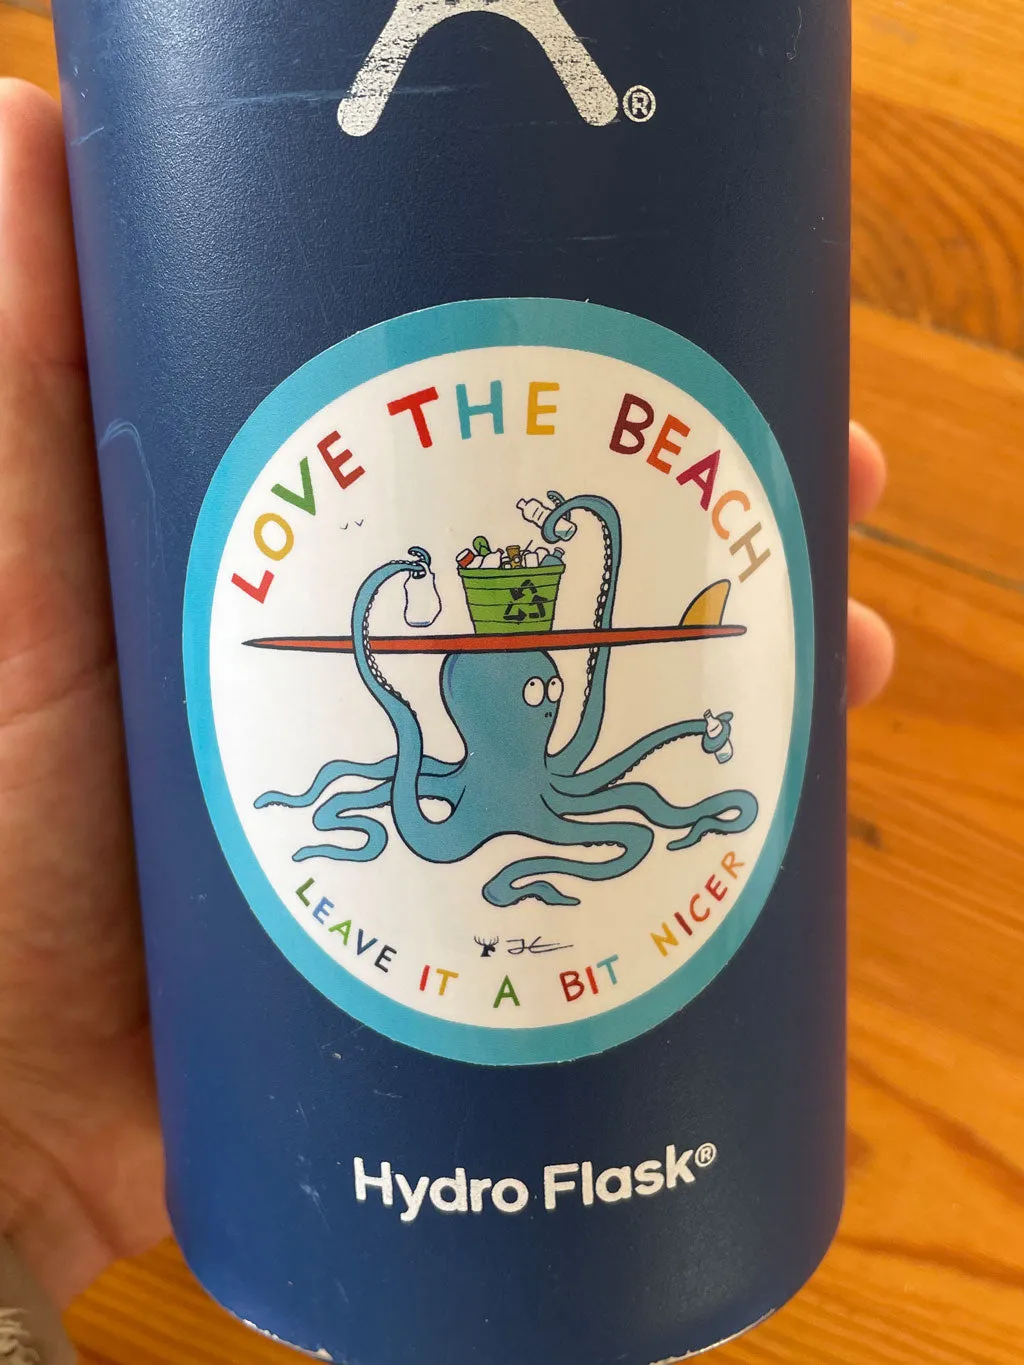 ®
LOVE THE BEACH
LEAVE IT A BIT NICER
Hydro Flask®